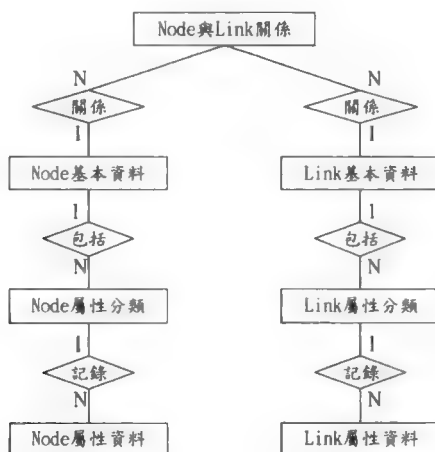 Node與Link關係
N N
關係 關係
1 1
Node基本資料 Link基本資料
1 1
包括 包括
N N
Node屬性分類 Link屬性分類
1 1
記錄 記錄
N N
Node屬性資料 Link屬性資料